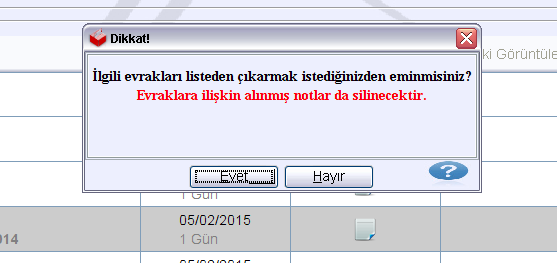 Dikkat!
ki Görüntüle
İlgili evrakları listeden çıkarmak istediğinizden eminmisiniz?
Evraklara ilişkin alınmış notlar da silinecektir.
Evet
Hayır
?
1 Gün
05/02/2015
014
1 Gün